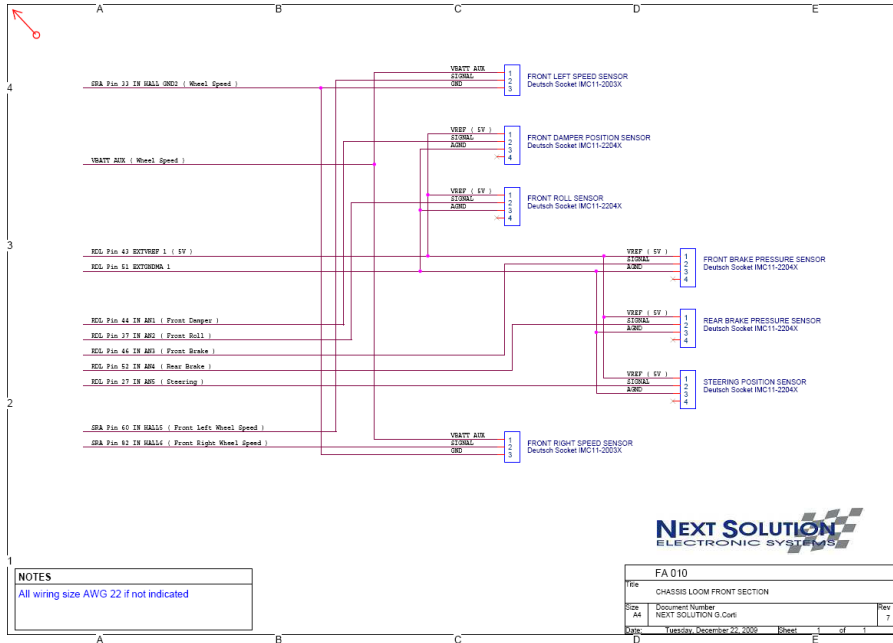 A B C D E
4
3
2
1
SRA Pin 33 IN HALL GND2 ( Wheel Speed )
VBATT AUX ( Wheel Speed )
RDL Pin 43 EXTVREF 1 ( 5V )
RDL Pin 51 EXTGNDMA 1
RDL Pin 44 IN AN1 ( Front Damper )
RDL Pin 37 IN AN2 ( Front Roll )
RDL Pin 46 IN AN3 ( Front Brake )
RDL Pin 52 IN AN4 ( Rear Brake )
RDL Pin 27 IN AN5 ( Steering )
SRA Pin 60 IN HALL5 ( Front Left Wheel Speed )
SRA Pin 82 IN HALL6 ( Front Right Wheel Speed )
VBATT AUX 1
SIGNAL 2
GND 3
FRONT LEFT SPEED SENSOR
Deutsch Socket IMC11-2003X
VREF ( 5V ) 1
SIGNAL 2
AGND 3
4
FRONT DAMPER POSITION SENSOR
Deutsch Socket IMC11-2204X
VREF ( 5V ) 1
SIGNAL 2
AGND 3
4
FRONT ROLL SENSOR
Deutsch Socket IMC11-2204X
VREF ( 5V ) 1
SIGNAL 2
AGND 3
4
FRONT BRAKE PRESSURE SENSOR
Deutsch Socket IMC11-2204X
VREF ( 5V ) 1
SIGNAL 2
AGND 3
4
REAR BRAKE PRESSURE SENSOR
Deutsch Socket IMC11-2204X
VREF ( 5V ) 1
SIGNAL 2
AGND 3
4
STEERING POSITION SENSOR
Deutsch Socket IMC11-2204X
VBATT AUX 1
SIGNAL 2
GND 3
FRONT RIGHT SPEED SENSOR
Deutsch Socket IMC11-2003X
NEXT SOLUTION
ELECTRONIC SYSTEMS
NOTES
All wiring size AWG 22 if not indicated
FA 010
Title
CHASSIS LOOM FRONT SECTION
Size Document Number Rev
A4 NEXT SOLUTION G.Corti 7
Date: Tuesday, December 22, 2009 Sheet 1 of 1
A B C D E